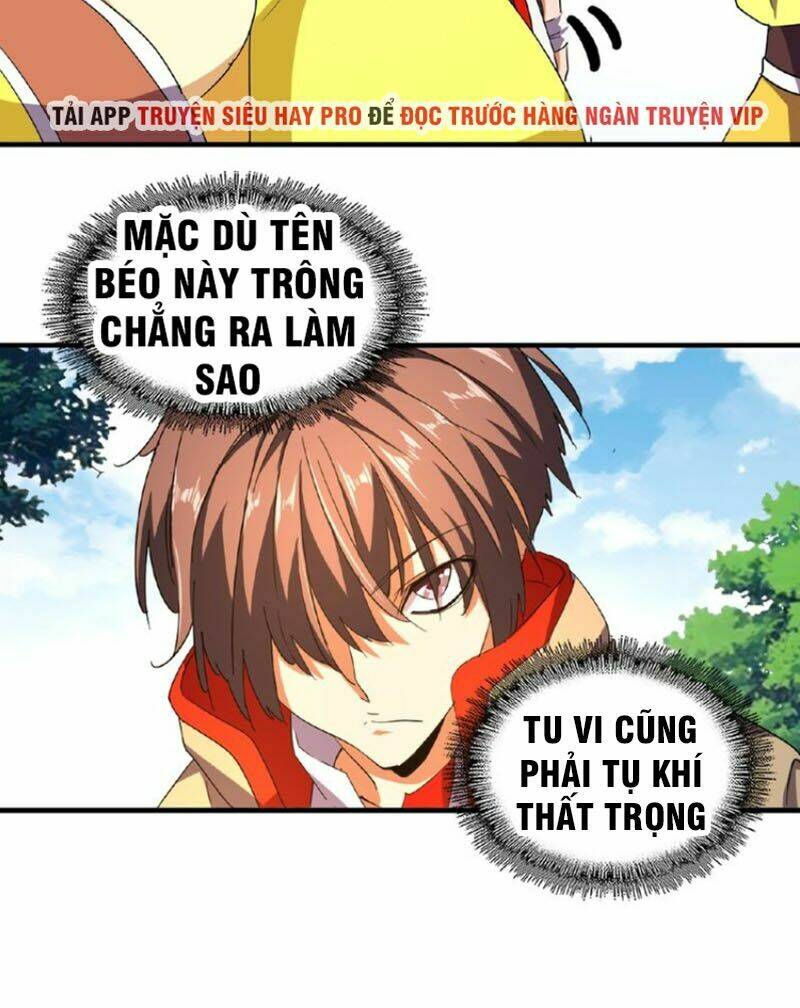 TẢI APP TRUYỆN SIÊU HAY PRO ĐỂ ĐỌC TRƯỚC HÀNG NGÀN TRUYỆN VIP
MẶC DÙ TÊN
BÉO NÀY TRÔNG
CHẲNG RA LÀM
SAO
TU VI CŨNG
PHẢI TỤ KHÍ
THẤT TRỌNG